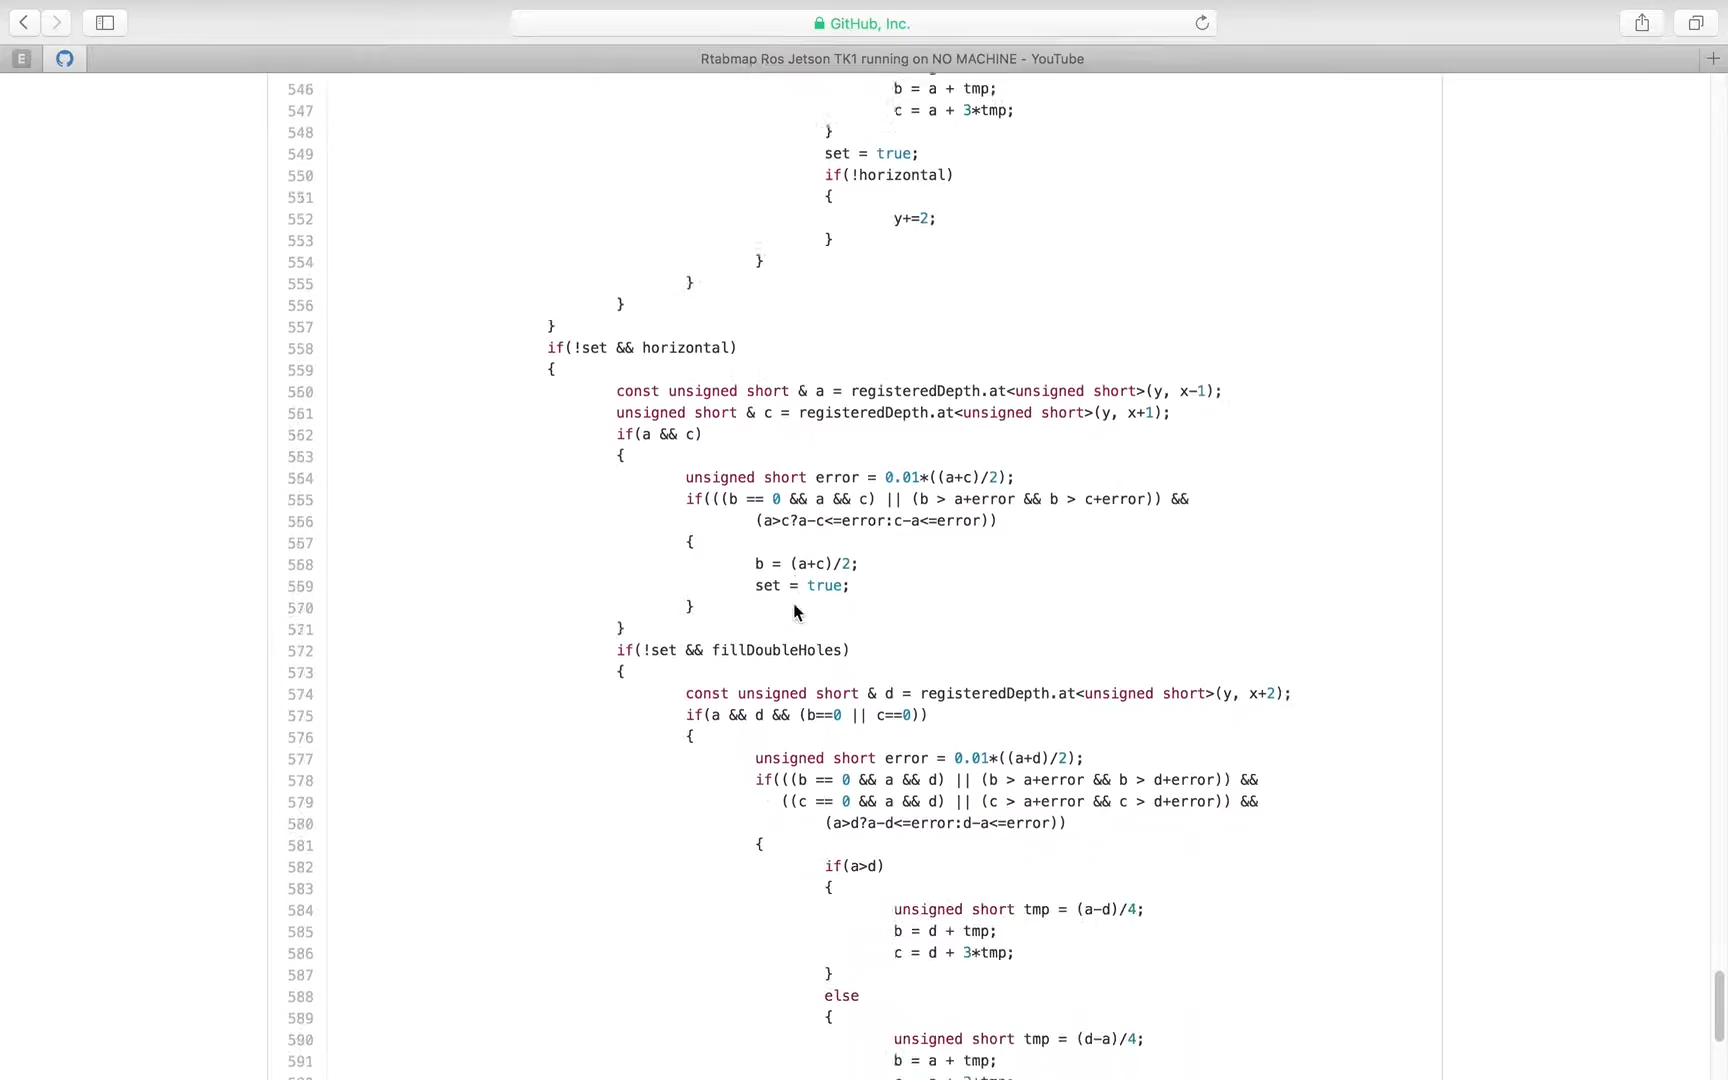 GitHub, Inc.
E
Rtabmap Ros Jetson TK1 running on NO MACHINE - YouTube
546 b = a + tmp;
547 c = a + 3*tmp;
548 }
549 set = true;
550 if(!horizontal)
551 {
552 y+=2;
553 }
554 }
555 }
556 }
557 }
558 if(!set && horizontal)
559 {
560 const unsigned short & a = registeredDepth.at<unsigned short>(y, x-1);
561 unsigned short & c = registeredDepth.at<unsigned short>(y, x+1);
562 if(a && c)
563 {
564 unsigned short error = 0.01*((a+c)/2);
565 if(((b == 0 && a && c) || (b > a+error && b > c+error)) &&
566 (a>c?a-c<=error:c-a<=error))
567 {
568 b = (a+c)/2;
569 set = true;
570 }
571 }
572 if(!set && fillDoubleHoles)
573 {
574 const unsigned short & d = registeredDepth.at<unsigned short>(y, x+2);
575 if(a && d && (b==0 || c==0))
576 {
577 unsigned short error = 0.01*((a+d)/2);
578 if(((b == 0 && a && d) || (b > a+error && b > d+error)) &&
579 ((c == 0 && a && d) || (c > a+error && c > d+error)) &&
580 (a>d?a-d<=error:d-a<=error))
581 {
582 if(a>d)
583 {
584 unsigned short tmp = (a-d)/4;
585 b = d + tmp;
586 c = d + 3*tmp;
587 }
588 else
589 {
590 unsigned short tmp = (d-a)/4;
591 b = a + tmp;